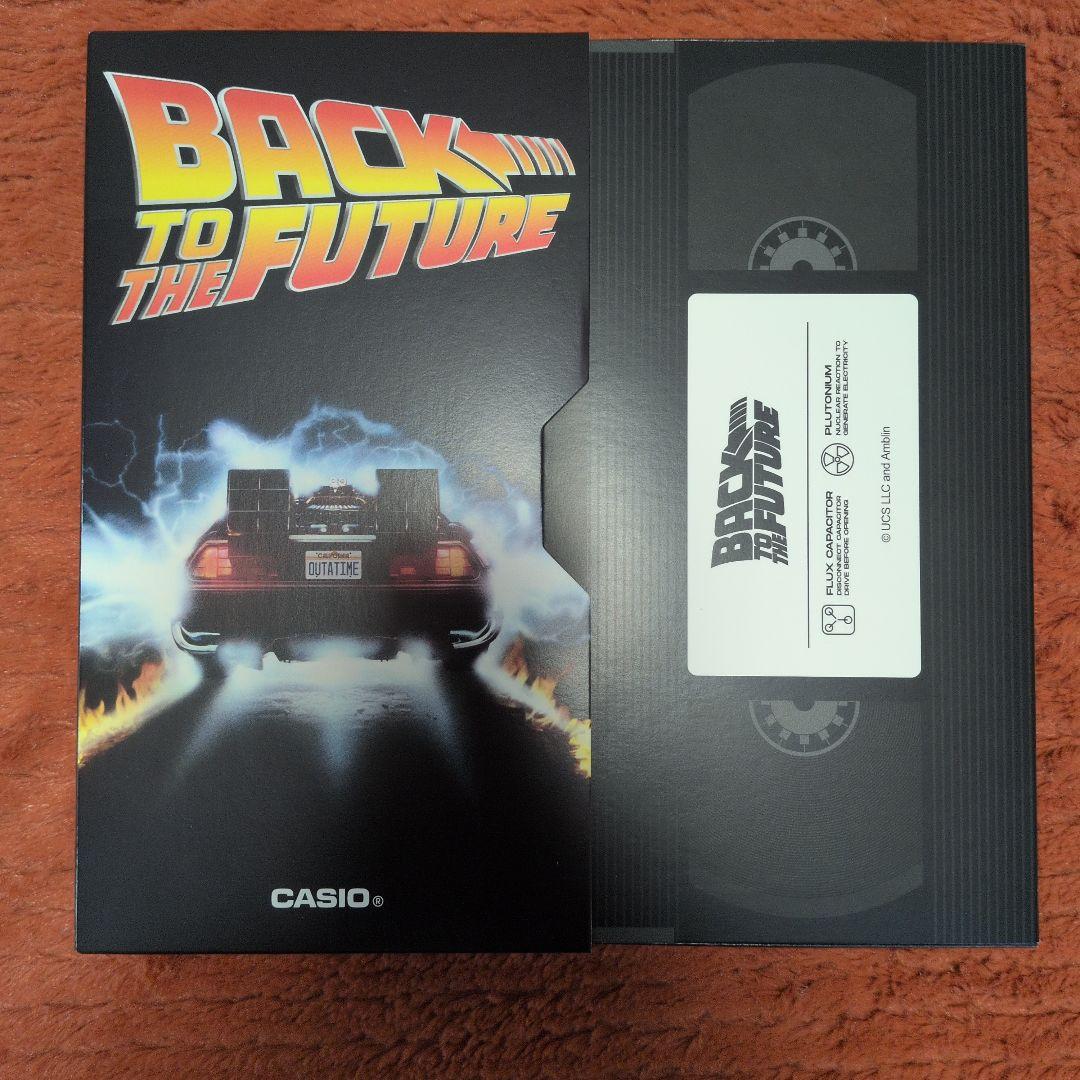 BACK
TO
THE FUTURE
OUTATIME
CASIO®
BACK
TO
THE FUTURE
FLUX CAPACITOR
DISCONNECT CAPACITOR
DRIVE BEFORE OPENING
PLUTONIUM
NUCLEAR REACTION TO
GENERATE ELECTRICITY
© UCS LLC and Amblin